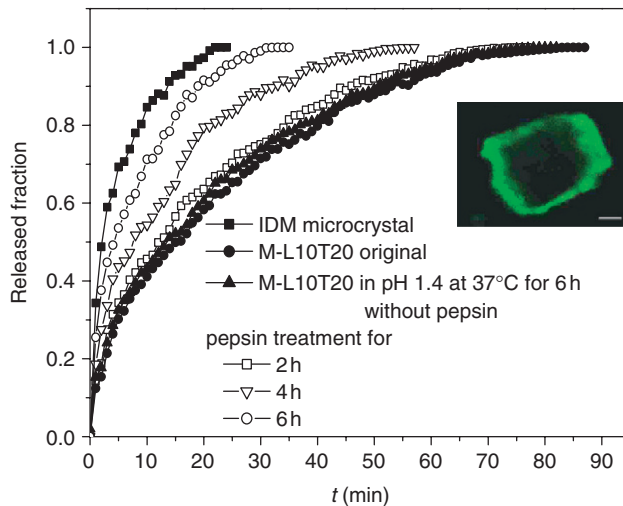 Released fraction
1.0
0.8
0.6
0.4
0.2
0.0
IDM microcrystal
M-L10T20 original
M-L10T20 in pH 1.4 at 37°C for 6 h
without pepsin
pepsin treatment for
2 h
4 h
6 h
0 10 20 30 40 50 60 70 80 90
t (min)